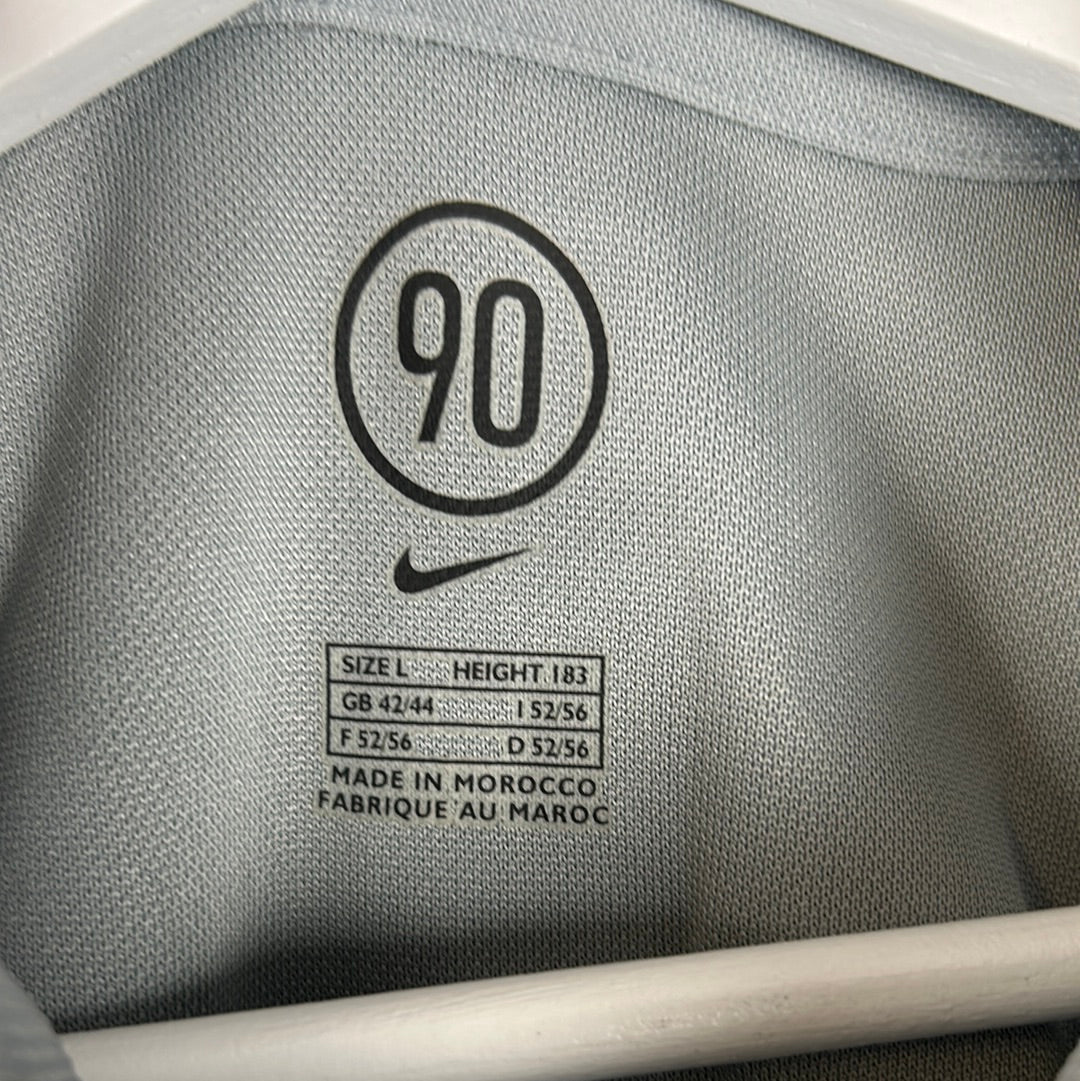 90
SIZE L HEIGHT 183
GB 42/44 I 52/56
F 52/56 D 52/56
MADE IN MOROCCO
FABRIQUE AU MAROC